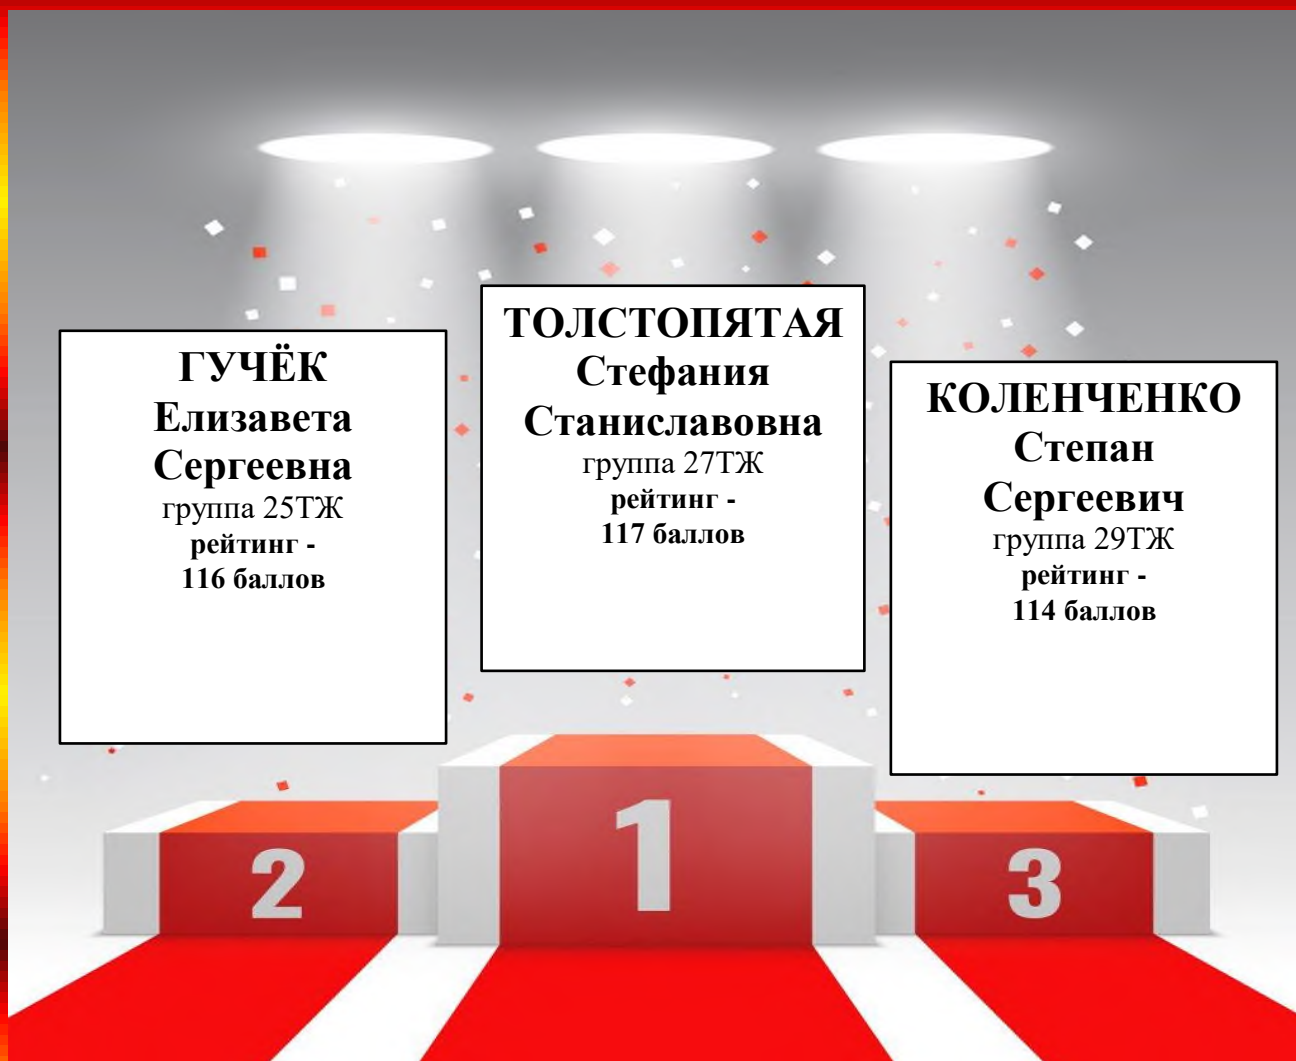 ГУЧЁК
Елизавета
Сергеевна
группа 25ТЖ
рейтинг -
116 баллов
ТОЛСТОПЯТАЯ
Стефания
Станиславовна
группа 27ТЖ
рейтинг -
117 баллов
КОЛЕНЧЕНКО
Степан
Сергеевич
группа 29ТЖ
рейтинг -
114 баллов
2
1
3